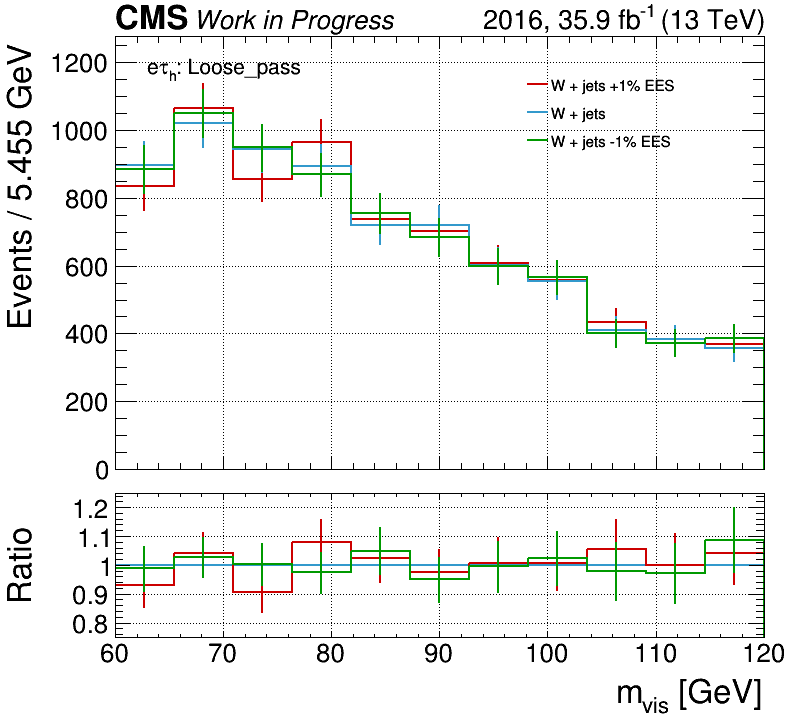 CMS Work in Progress 2016, 35.9 fb⁻¹ (13 TeV)
eτₕ: Loose_pass
W + jets +1% EES
W + jets
W + jets -1% EES
Events / 5.455 GeV
1200
1000
800
600
400
200
0
Ratio
1.2
1.1
1
0.9
0.8
60 70 80 90 100 110 120
m_vis [GeV]